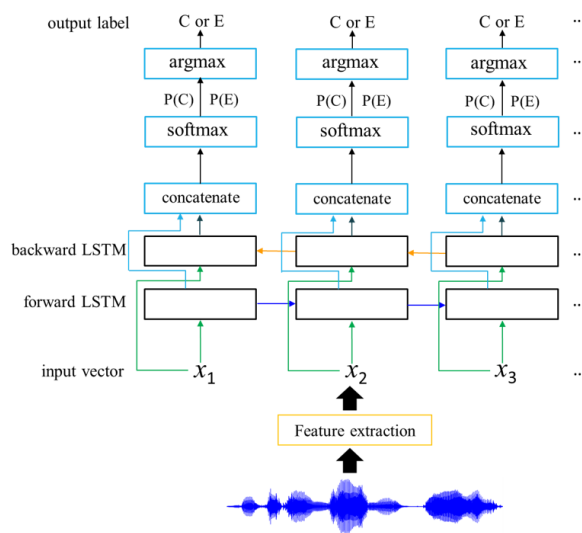 output label C or E C or E C or E ..
argmax argmax argmax ..
P(C) P(E) P(C) P(E) P(C) P(E)
softmax softmax softmax ..
concatenate concatenate concatenate ..
backward LSTM ..
forward LSTM ..
input vector x1 x2 x3 ..
Feature extraction